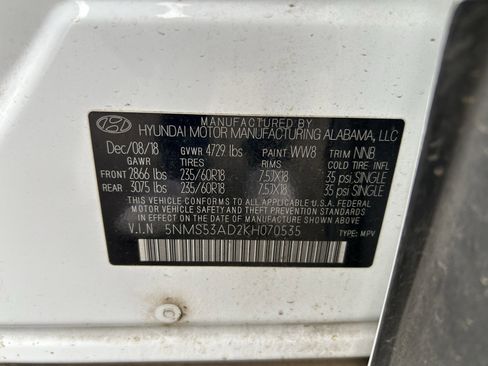 MANUFACTURED BY
HYUNDAI MOTOR MANUFACTURING ALABAMA, LLC
Dec/08/18 GVWR 4729 lbs PAINT WW8 TRIM NNB
GAWR TIRES RIMS COLD TIRE INFL
FRONT 2866 lbs 235/60R18 7.5JX18 35 psi SINGLE
REAR 3075 lbs 235/60R18 7.5JX18 35 psi SINGLE
THIS VEHICLE CONFORMS TO ALL APPLICABLE U.S.A. FEDERAL
MOTOR VEHICLE SAFETY AND THEFT PREVENTION STANDARDS
IN EFFECT ON THE DATE OF MANUFACTURE SHOWN ABOVE.
V.I.N 5NMS53AD2KH070535 TYPE: MPV